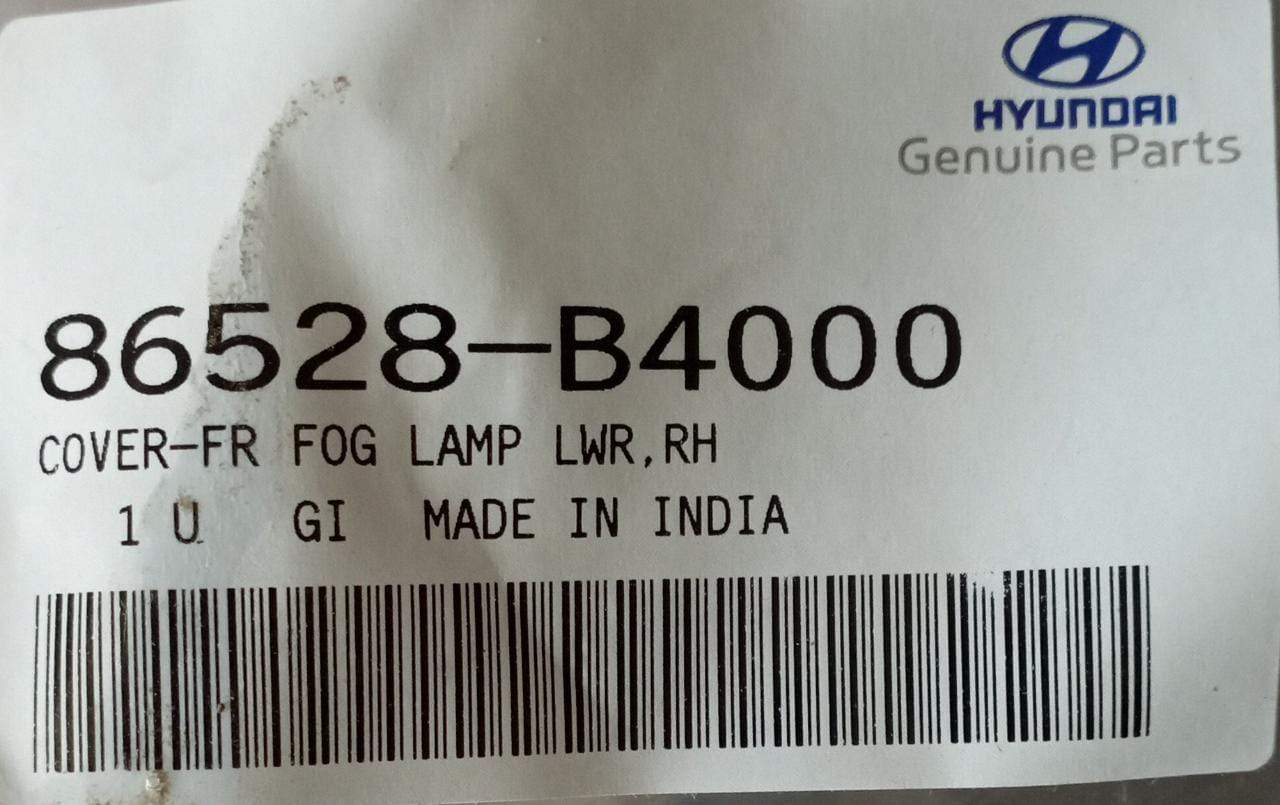 HYUNDAI
Genuine Parts
86528-B4000
COVER-FR FOG LAMP LWR,RH
1 U GI MADE IN INDIA